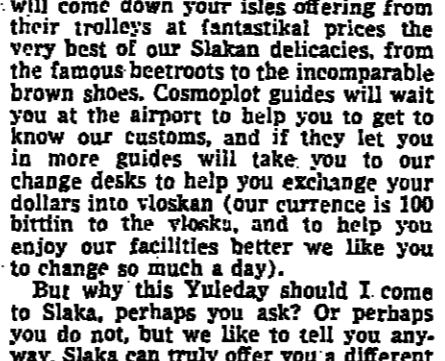 will come down your isles offering from
their trolleys at fantastikal prices the
very best of our Slakan delicacies, from
the famous beetroots to the incomparable
brown shoes. Cosmoplot guides will wait
you at the airport to help you to get to
know our customs, and if they let you
in more guides will take you to our
change desks to help you exchange your
dollars into vloskan (our currence is 100
bittiin to the vlosku, and to help you
enjoy our facilities better we like you
to change so much a day).
But why this Yuleday should I come
to Slaka, perhaps you ask? Or perhaps
you do not, but we like to tell you any-
way. Slaka can truly offer you a different